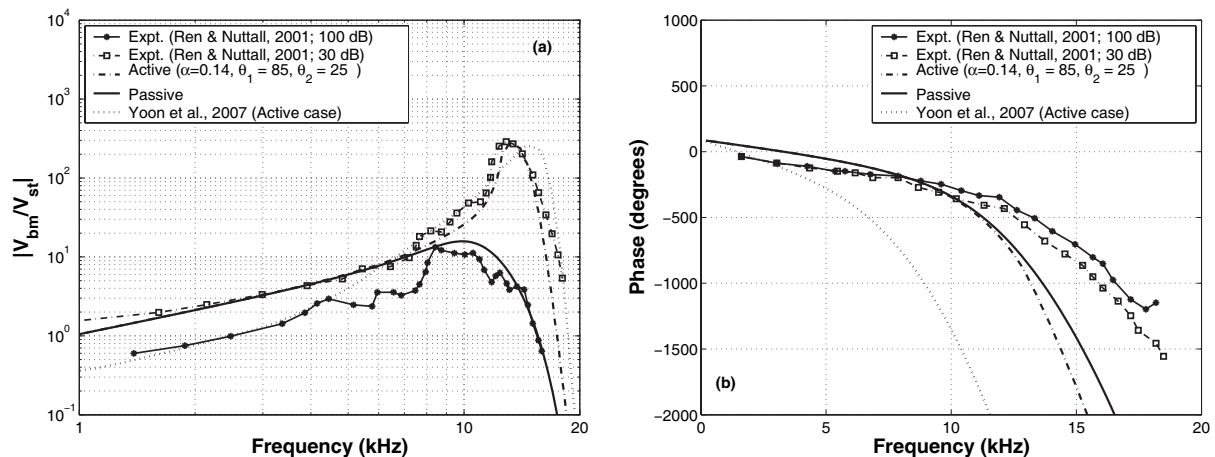 10^4
10^3
10^2
10^1
10^0
10^-1
|V_bm/V_st|
Expt. (Ren & Nuttall, 2001; 100 dB)
Expt. (Ren & Nuttall, 2001; 30 dB)
Active (α=0.14, θ_1 = 85, θ_2 = 25 )
Passive
Yoon et al., 2007 (Active case)
(a)
1
10
20
Frequency (kHz)
1000
500
0
−500
−1000
−1500
−2000
Phase (degrees)
Expt. (Ren & Nuttall, 2001; 100 dB)
Expt. (Ren & Nuttall, 2001; 30 dB)
Active (α=0.14, θ_1 = 85, θ_2 = 25 )
Passive
Yoon et al., 2007 (Active case)
(b)
0
5
10
15
20
Frequency (kHz)